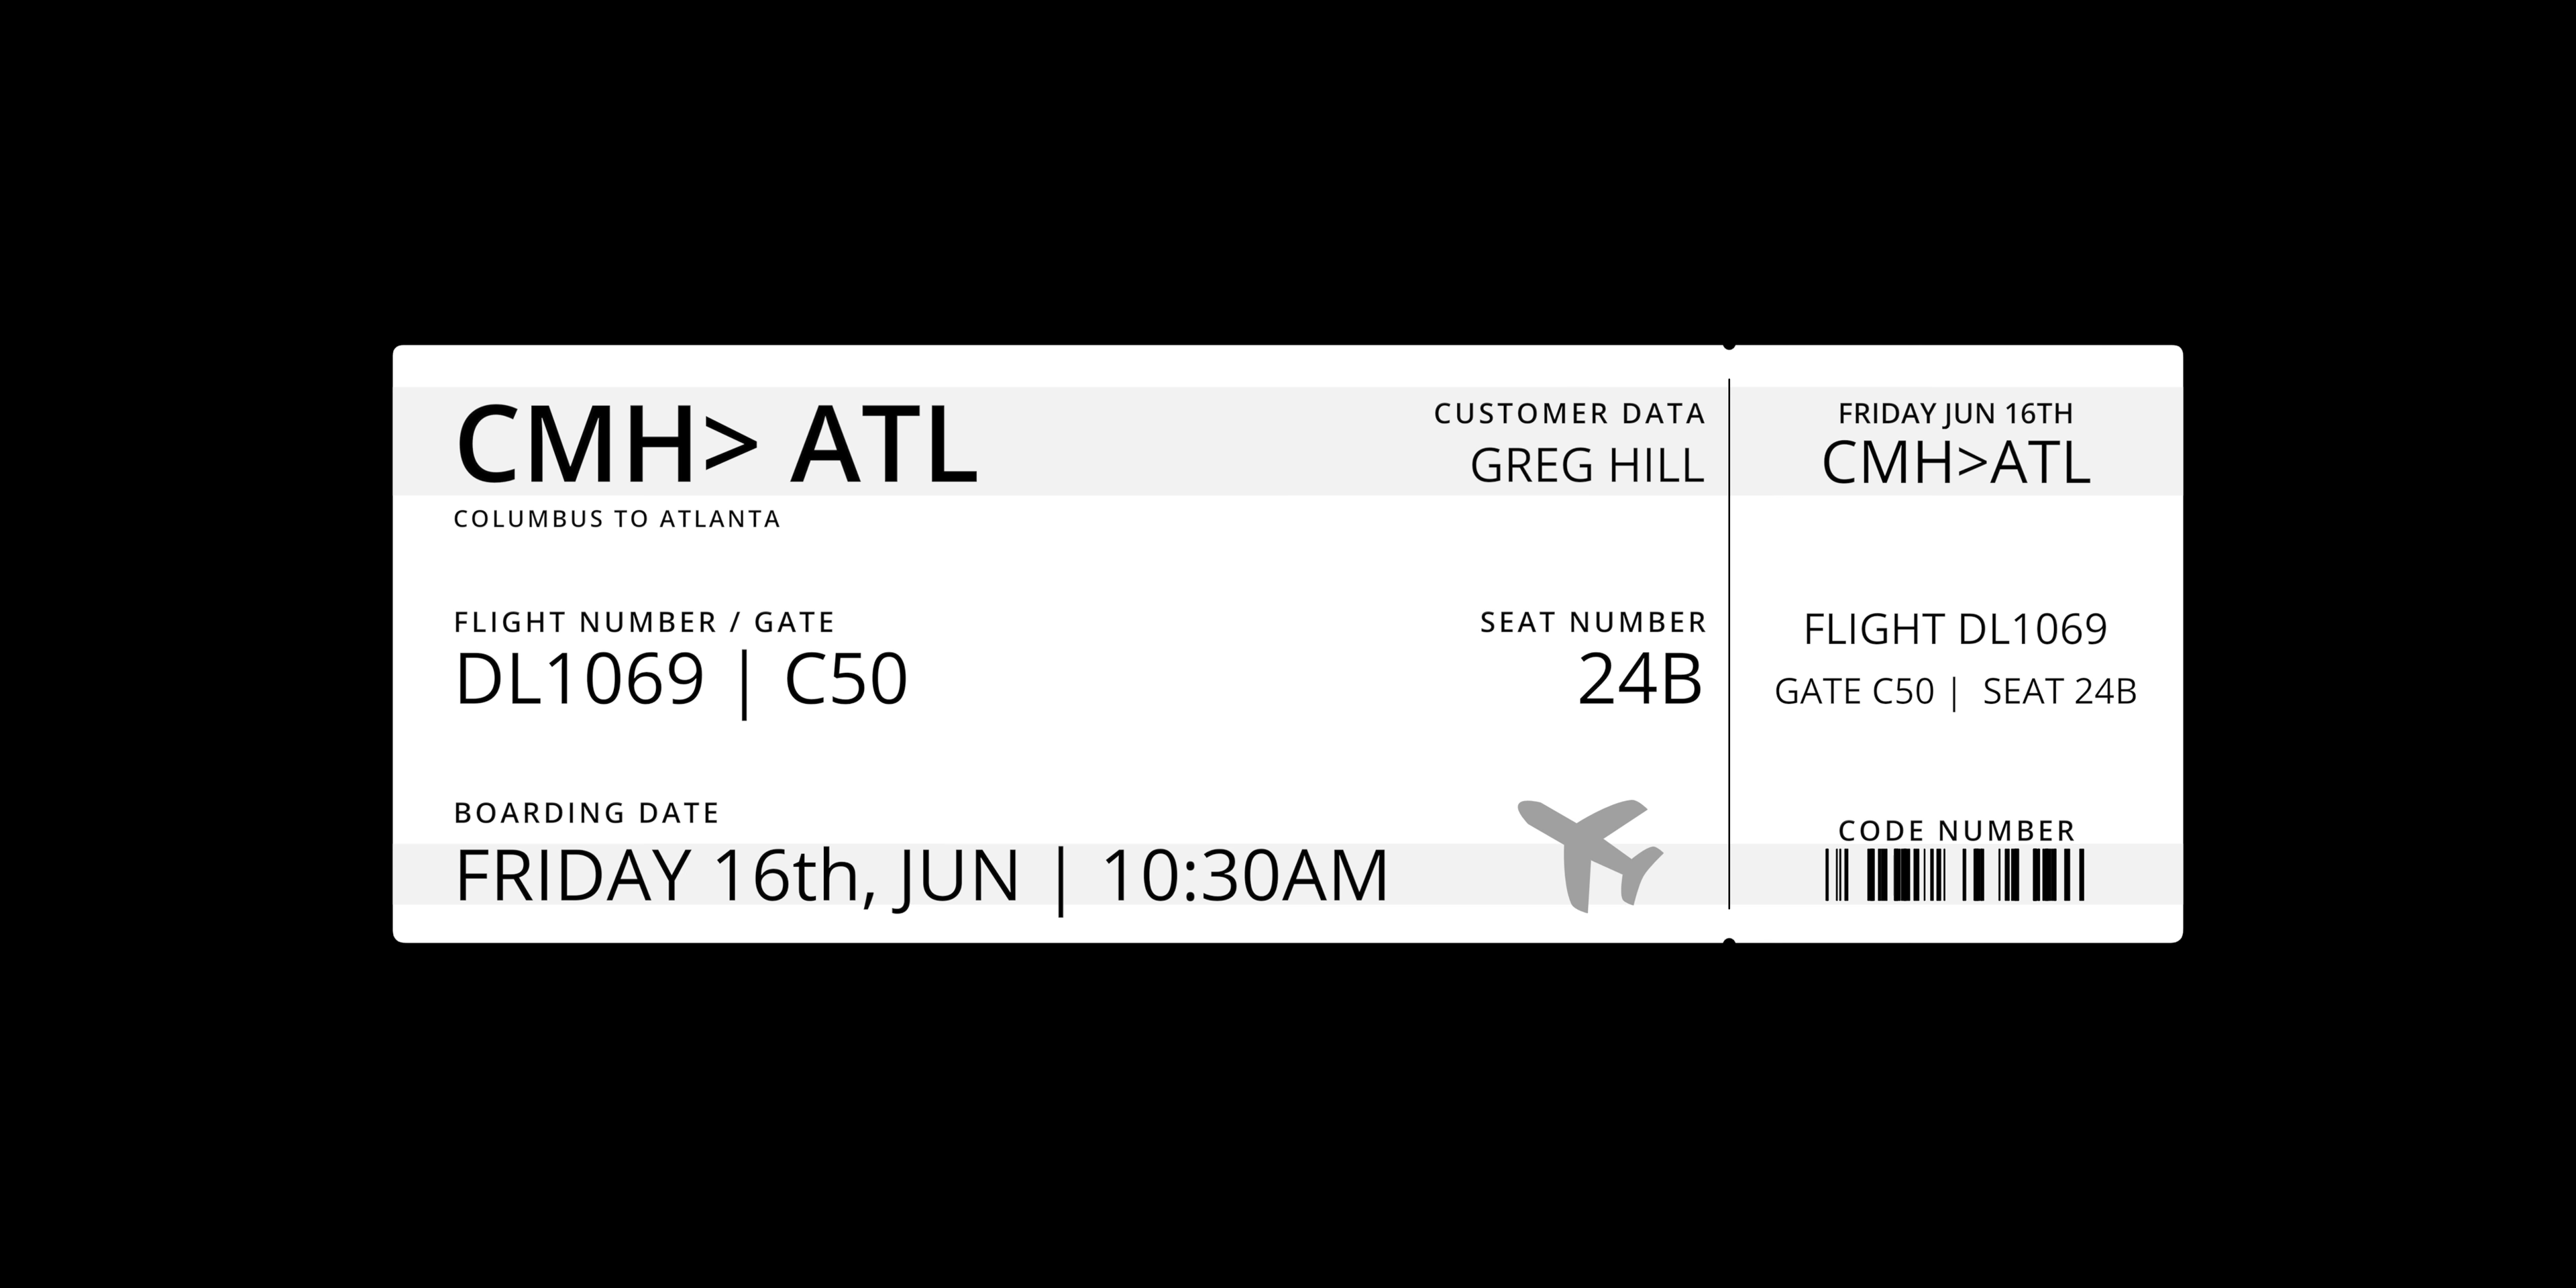 CMH> ATL
COLUMBUS TO ATLANTA
CUSTOMER DATA
GREG HILL
FLIGHT NUMBER / GATE
DL1069 | C50
SEAT NUMBER
24B
BOARDING DATE
FRIDAY 16th, JUN | 10:30AM
FRIDAY JUN 16TH
CMH>ATL
FLIGHT DL1069
GATE C50 | SEAT 24B
CODE NUMBER